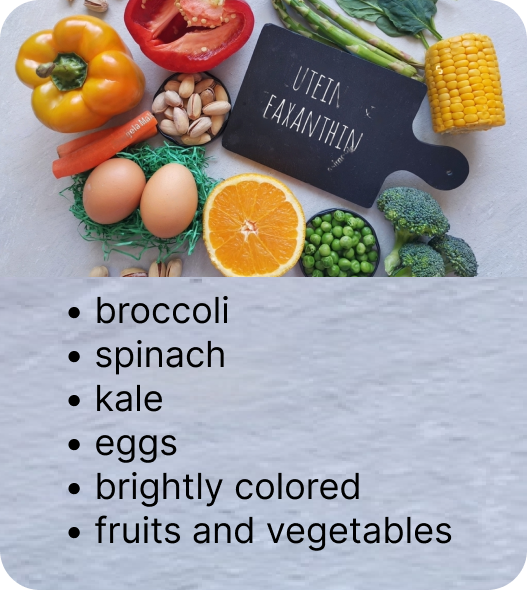 UTEIN
EAXANTHIN
• broccoli
• spinach
• kale
• eggs
• brightly colored
• fruits and vegetables